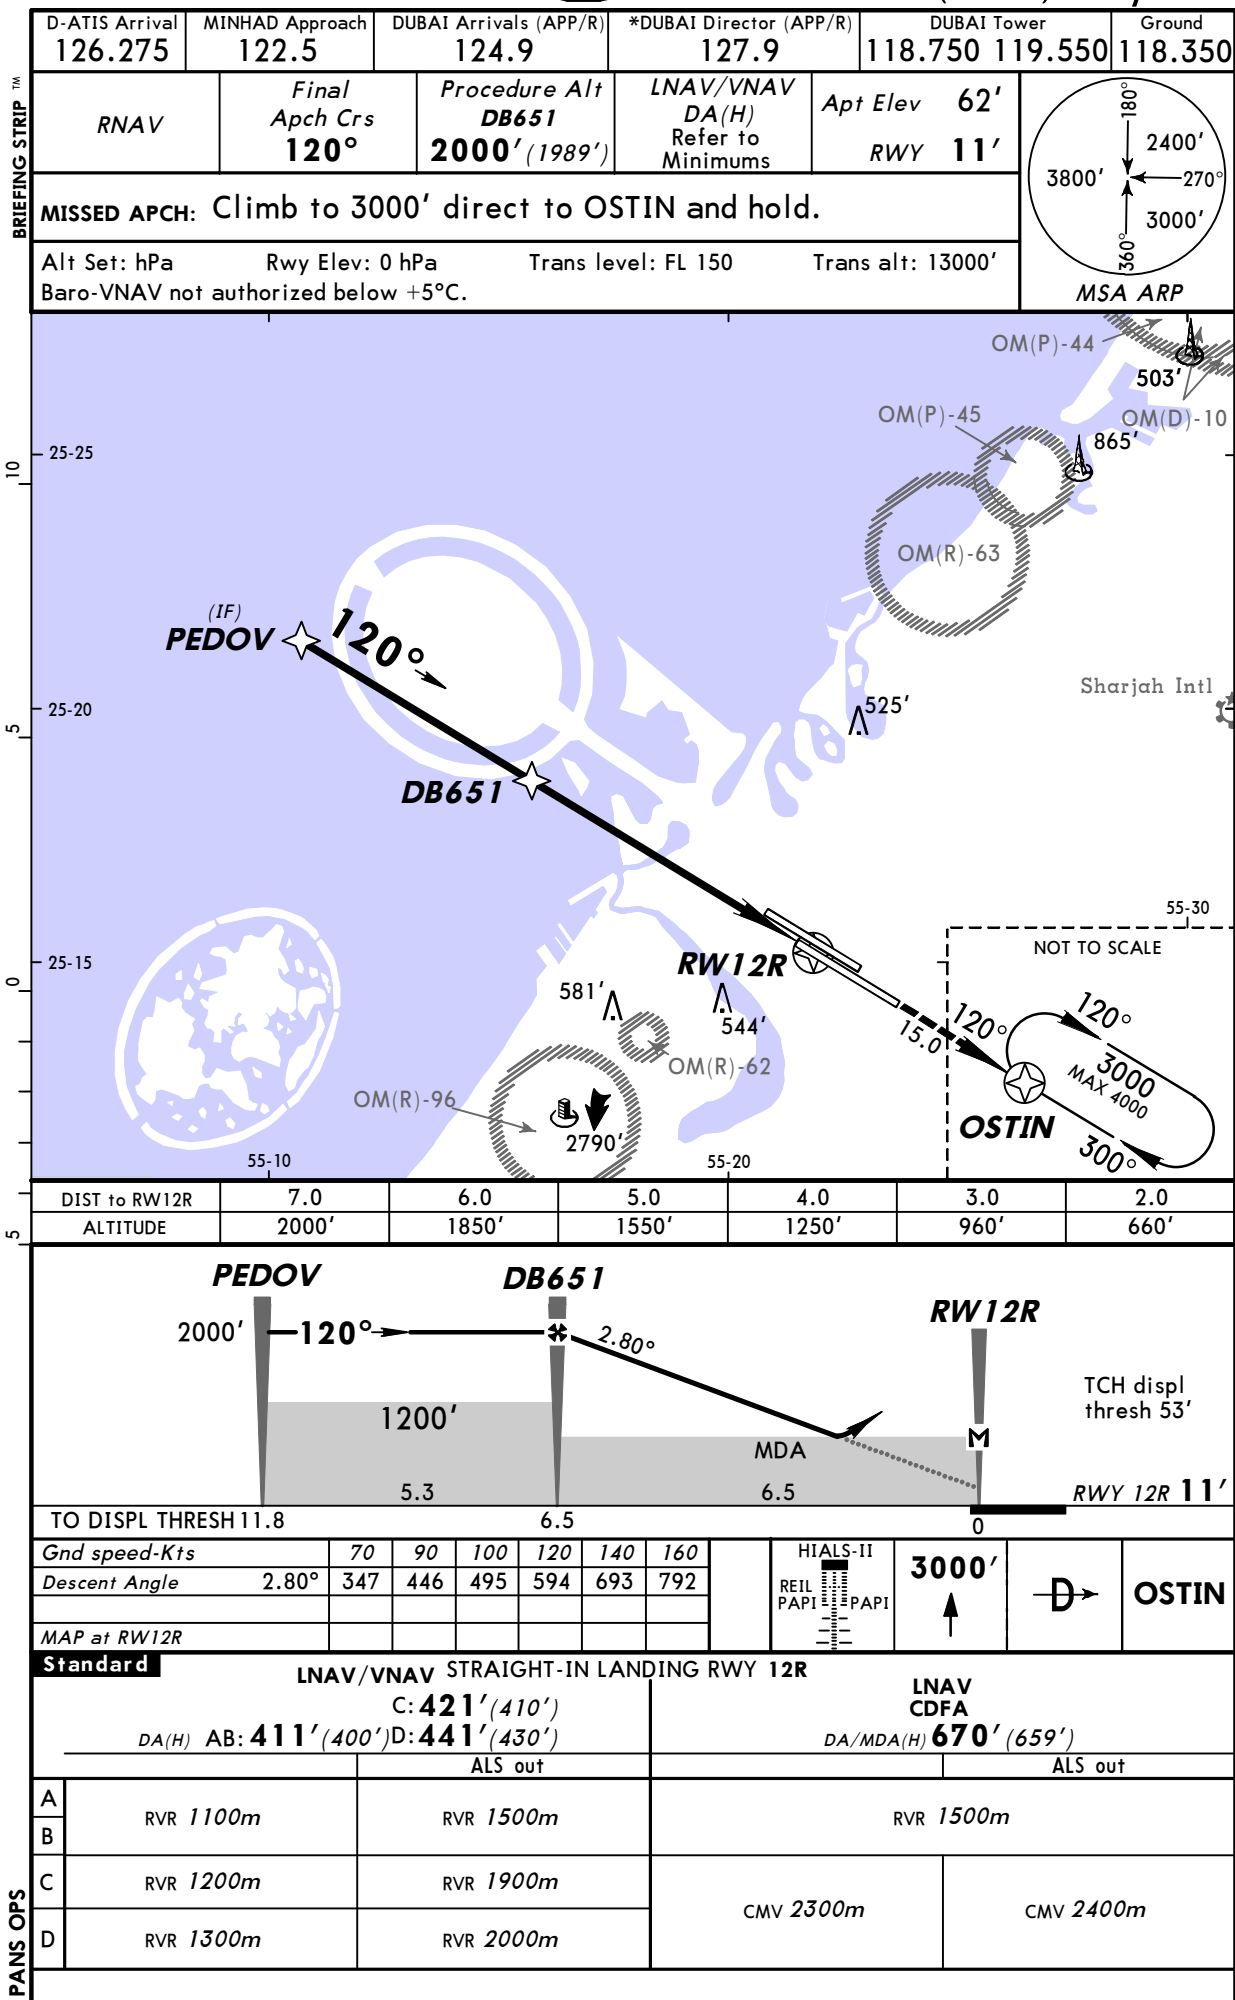 D-ATIS Arrival MINHAD Approach DUBAI Arrivals (APP/R) *DUBAI Director (APP/R) DUBAI Tower Ground
126.275 122.5 124.9 127.9 118.750 119.550 118.350
BRIEFING STRIP TM
RNAV
Final
Apch Crs
120°
Procedure Alt
DB651
2000' (1989')
LNAV/VNAV
DA(H)
Refer to
Minimums
Apt Elev 62'
RWY 11'
180°
2400'
3800'
270°
3000'
360°
MSA ARP
MISSED APCH: Climb to 3000' direct to OSTIN and hold.
Alt Set: hPa Rwy Elev: 0 hPa Trans level: FL 150 Trans alt: 13000'
Baro-VNAV not authorized below +5°C.
OM(P)-44
503'
OM(P)-45
OM(D)-10
865'
25-25
10
OM(R)-63
(IF)
PEDOV
120°
Sharjah Intl
525'
25-20
5
DB651
55-30
NOT TO SCALE
25-15
0
RW12R
581'
544'
15.0
120°
120°
3000
MAX 4000
OM(R)-62
OM(R)-96
2790'
OSTIN
300°
55-10
55-20
5
DIST to RW12R 7.0 6.0 5.0 4.0 3.0 2.0
ALTITUDE 2000' 1850' 1550' 1250' 960' 660'
PEDOV
DB651
RW12R
2000'
120°
2.80°
TCH displ
thresh 53'
1200'
MDA
M
5.3
6.5
RWY 12R 11'
TO DISPL THRESH 11.8 6.5 0
Gnd speed-Kts 70 90 100 120 140 160
Descent Angle 2.80° 347 446 495 594 693 792
MAP at RW12R
HIALS-II
REIL
PAPI PAPI
3000'
D
OSTIN
Standard
LNAV/VNAV STRAIGHT-IN LANDING RWY 12R
LNAV
CDFA
C: 421' (410')
DA(H) AB: 411' (400') D: 441' (430')
DA/MDA(H) 670' (659')
ALS out
ALS out
A
B
RVR 1100m RVR 1500m RVR 1500m
C RVR 1200m RVR 1900m
CMV 2300m CMV 2400m
D RVR 1300m RVR 2000m
PANS OPS